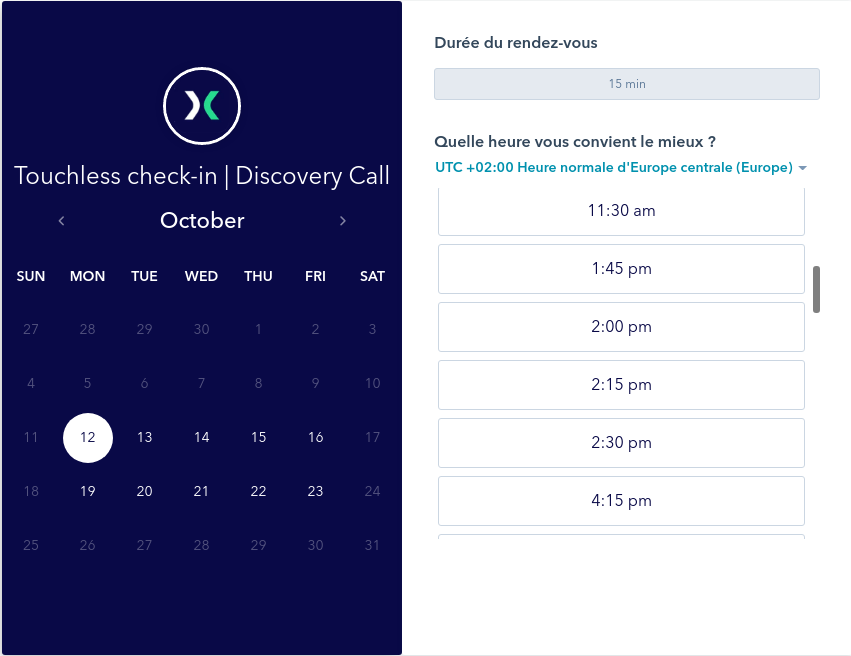 Touchless check-in | Discovery Call
October
SUN MON TUE WED THU FRI SAT
27 28 29 30 1 2 3
4 5 6 7 8 9 10
11 12 13 14 15 16 17
18 19 20 21 22 23 24
25 26 27 28 29 30 31
Durée du rendez-vous
15 min
Quelle heure vous convient le mieux ?
UTC +02:00 Heure normale d'Europe centrale (Europe)
11:30 am
1:45 pm
2:00 pm
2:15 pm
2:30 pm
4:15 pm